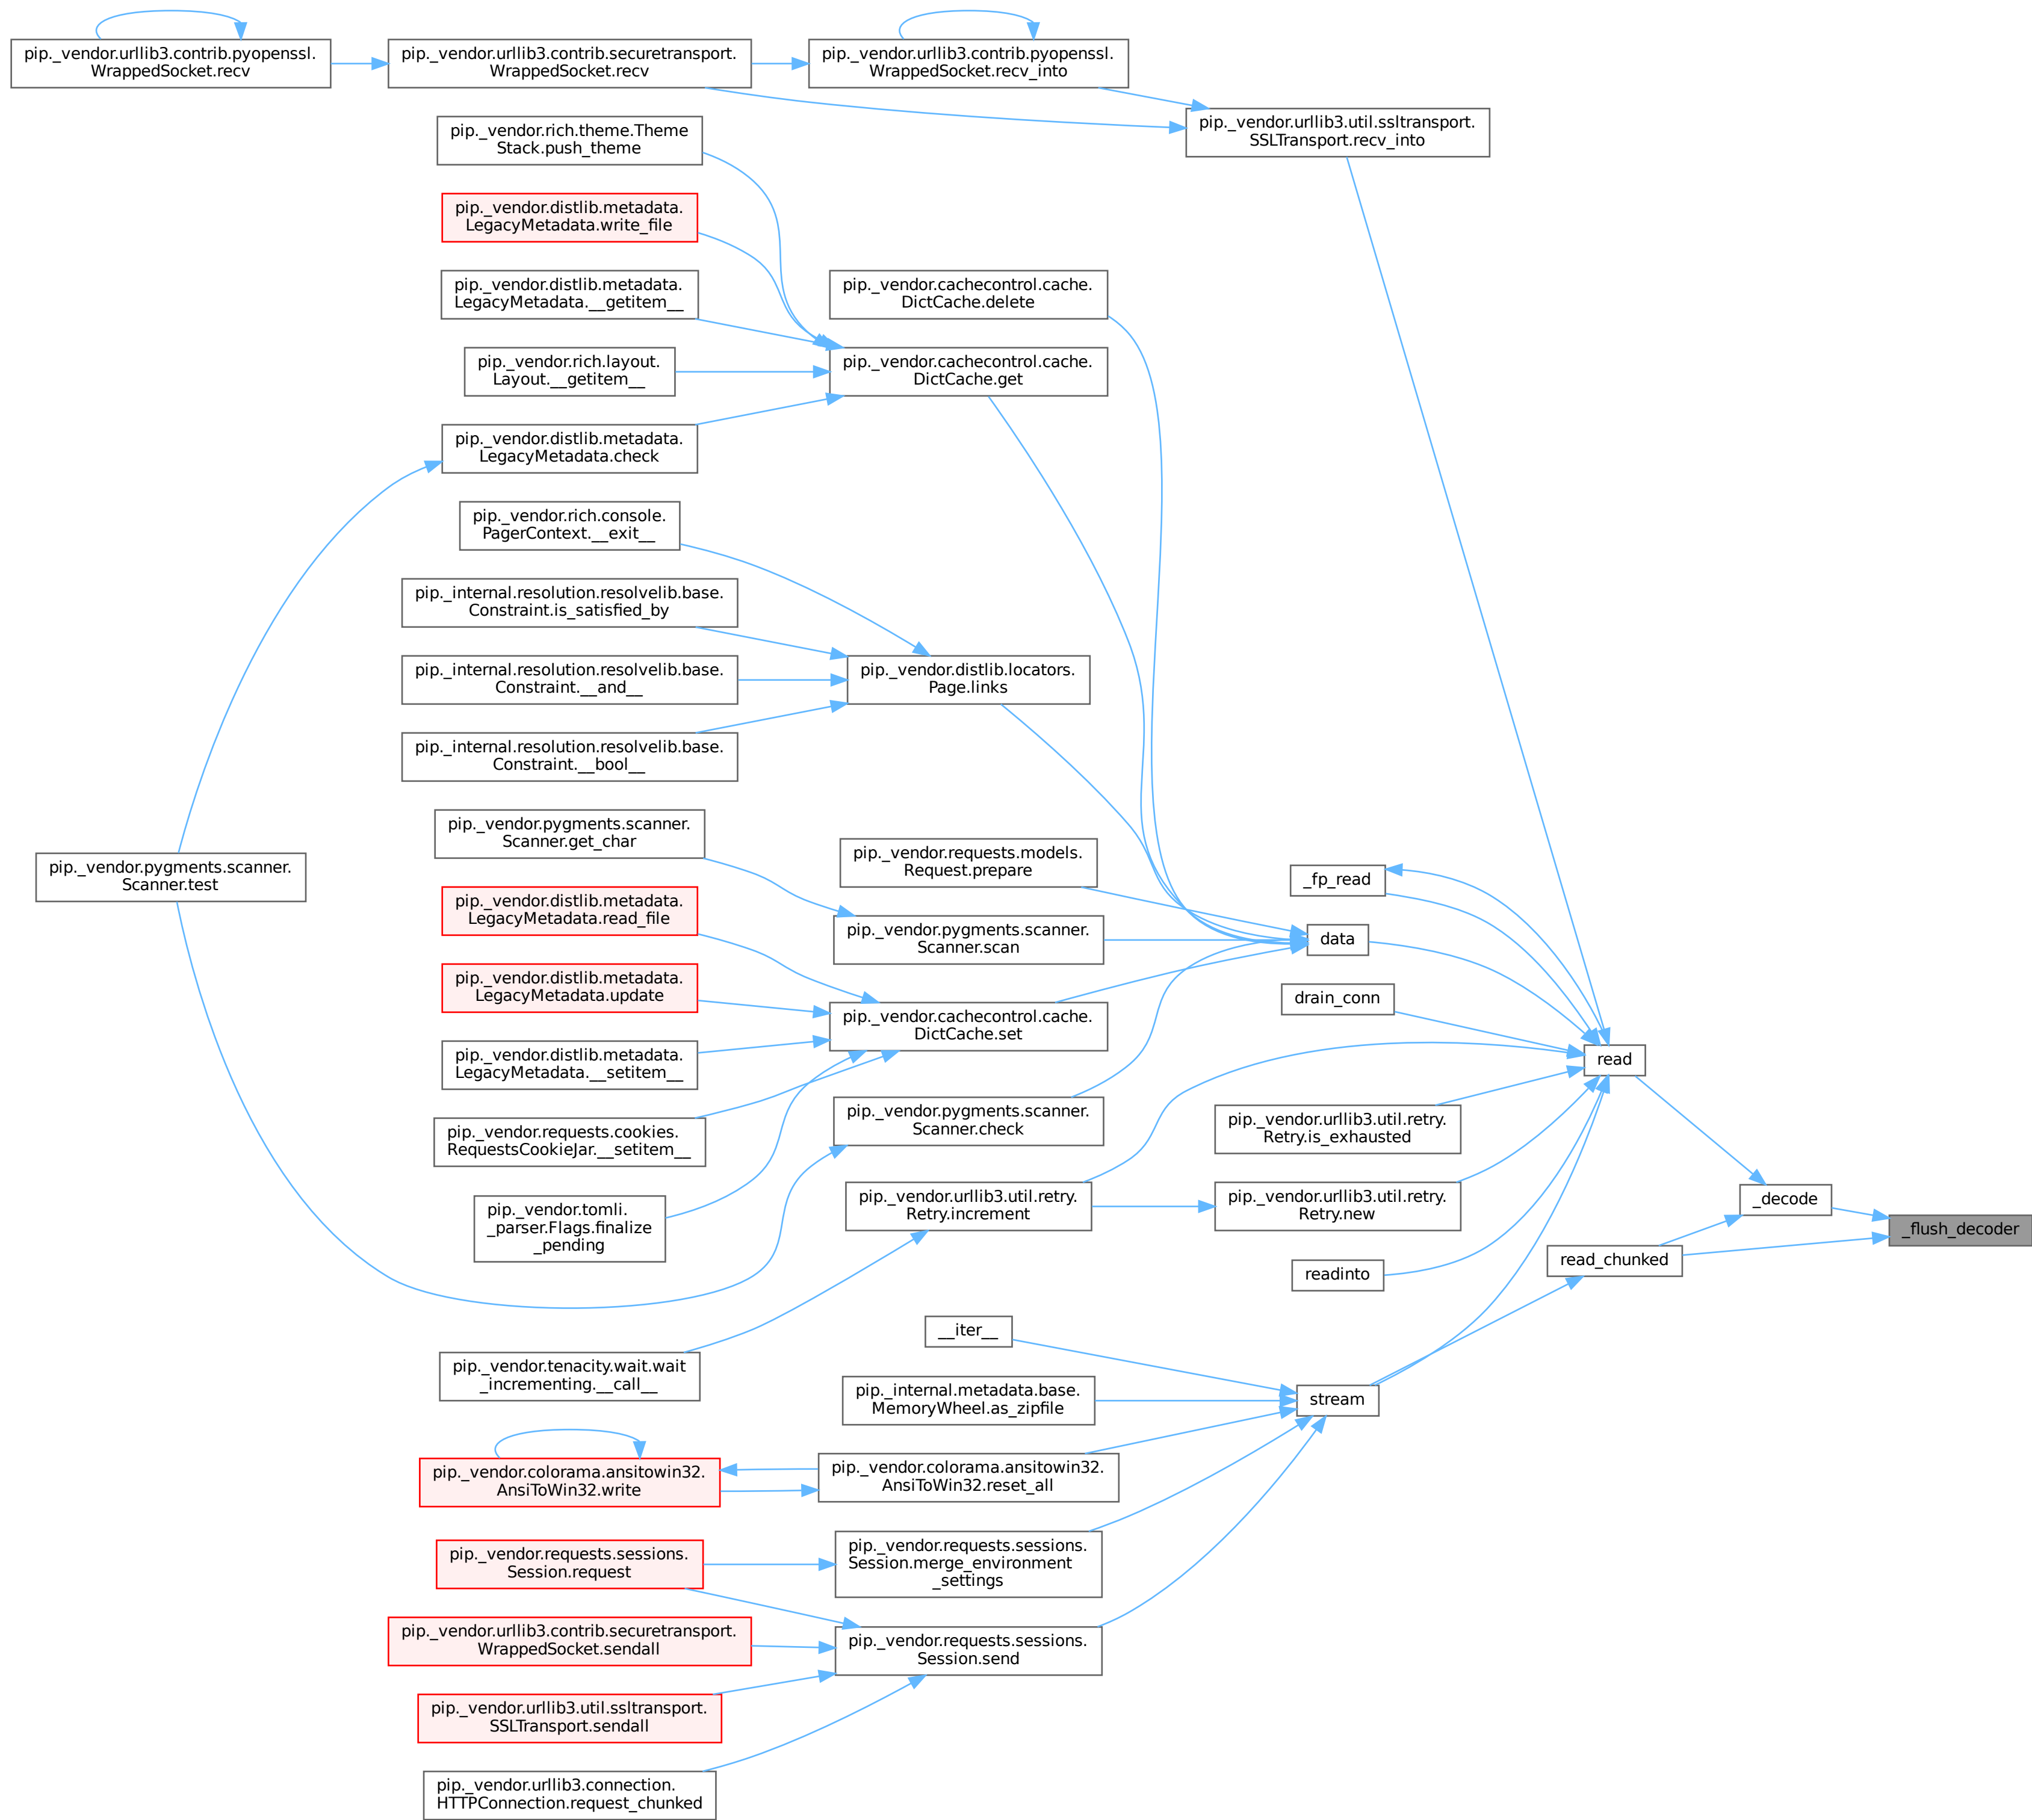 pip._vendor.urllib3.contrib.pyopenssl.
WrappedSocket.recv
pip._vendor.urllib3.contrib.securetransport.
WrappedSocket.recv
pip._vendor.urllib3.contrib.pyopenssl.
WrappedSocket.recv_into
pip._vendor.urllib3.util.ssltransport.
SSLTransport.recv_into
pip._vendor.rich.theme.Theme
Stack.push_theme
pip._vendor.distlib.metadata.
LegacyMetadata.write_file
pip._vendor.distlib.metadata.
LegacyMetadata.__getitem__
pip._vendor.cachecontrol.cache.
DictCache.delete
pip._vendor.rich.layout.
Layout.__getitem__
pip._vendor.cachecontrol.cache.
DictCache.get
pip._vendor.distlib.metadata.
LegacyMetadata.check
pip._vendor.rich.console.
PagerContext.__exit__
pip._internal.resolution.resolvelib.base.
Constraint.is_satisfied_by
pip._internal.resolution.resolvelib.base.
Constraint.__and__
pip._vendor.distlib.locators.
Page.links
pip._internal.resolution.resolvelib.base.
Constraint.__bool__
pip._vendor.pygments.scanner.
Scanner.get_char
pip._vendor.pygments.scanner.
Scanner.test
pip._vendor.requests.models.
Request.prepare
_fp_read
pip._vendor.distlib.metadata.
LegacyMetadata.read_file
pip._vendor.pygments.scanner.
Scanner.scan
data
pip._vendor.distlib.metadata.
LegacyMetadata.update
drain_conn
pip._vendor.cachecontrol.cache.
DictCache.set
read
pip._vendor.distlib.metadata.
LegacyMetadata.__setitem__
pip._vendor.requests.cookies.
RequestsCookieJar.__setitem__
pip._vendor.pygments.scanner.
Scanner.check
pip._vendor.urllib3.util.retry.
Retry.is_exhausted
pip._vendor.tomli.
_parser.Flags.finalize
_pending
pip._vendor.urllib3.util.retry.
Retry.increment
pip._vendor.urllib3.util.retry.
Retry.new
_decode
_flush_decoder
read_chunked
readinto
__iter__
pip._vendor.tenacity.wait.wait
_incrementing.__call__
pip._internal.metadata.base.
MemoryWheel.as_zipfile
stream
pip._vendor.colorama.ansitowin32.
AnsiToWin32.write
pip._vendor.colorama.ansitowin32.
AnsiToWin32.reset_all
pip._vendor.requests.sessions.
Session.request
pip._vendor.requests.sessions.
Session.merge_environment
_settings
pip._vendor.urllib3.contrib.securetransport.
WrappedSocket.sendall
pip._vendor.requests.sessions.
Session.send
pip._vendor.urllib3.util.ssltransport.
SSLTransport.sendall
pip._vendor.urllib3.connection.
HTTPConnection.request_chunked